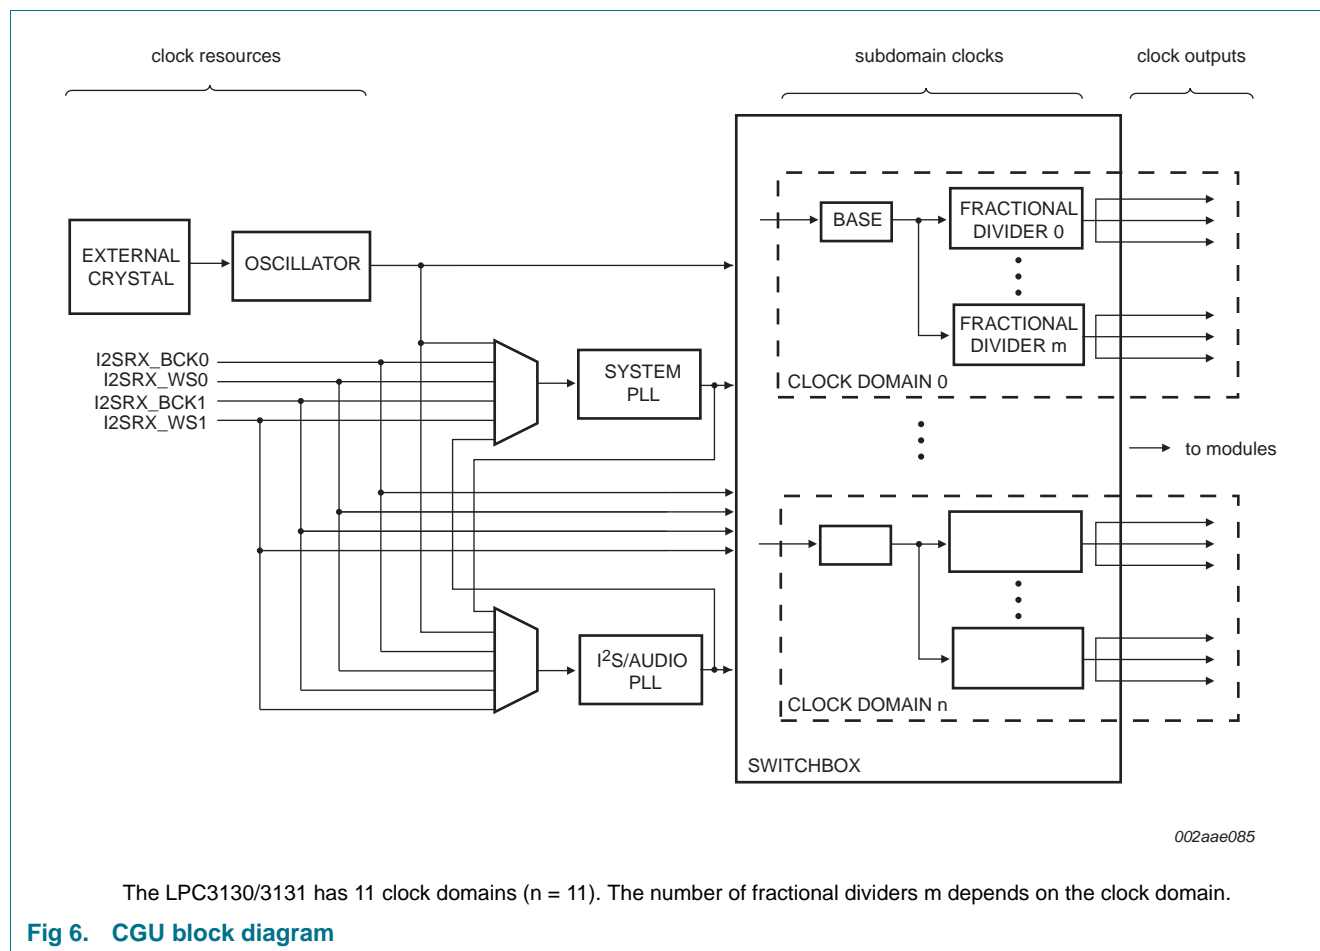 clock resources
subdomain clocks
clock outputs
EXTERNAL
CRYSTAL
OSCILLATOR
BASE
FRACTIONAL
DIVIDER 0
FRACTIONAL
DIVIDER m
CLOCK DOMAIN 0
I2SRX_BCK0
I2SRX_WS0
I2SRX_BCK1
I2SRX_WS1
SYSTEM
PLL
to modules
I²S/AUDIO
PLL
CLOCK DOMAIN n
SWITCHBOX
002aae085
The LPC3130/3131 has 11 clock domains (n = 11). The number of fractional dividers m depends on the clock domain.
Fig 6. CGU block diagram